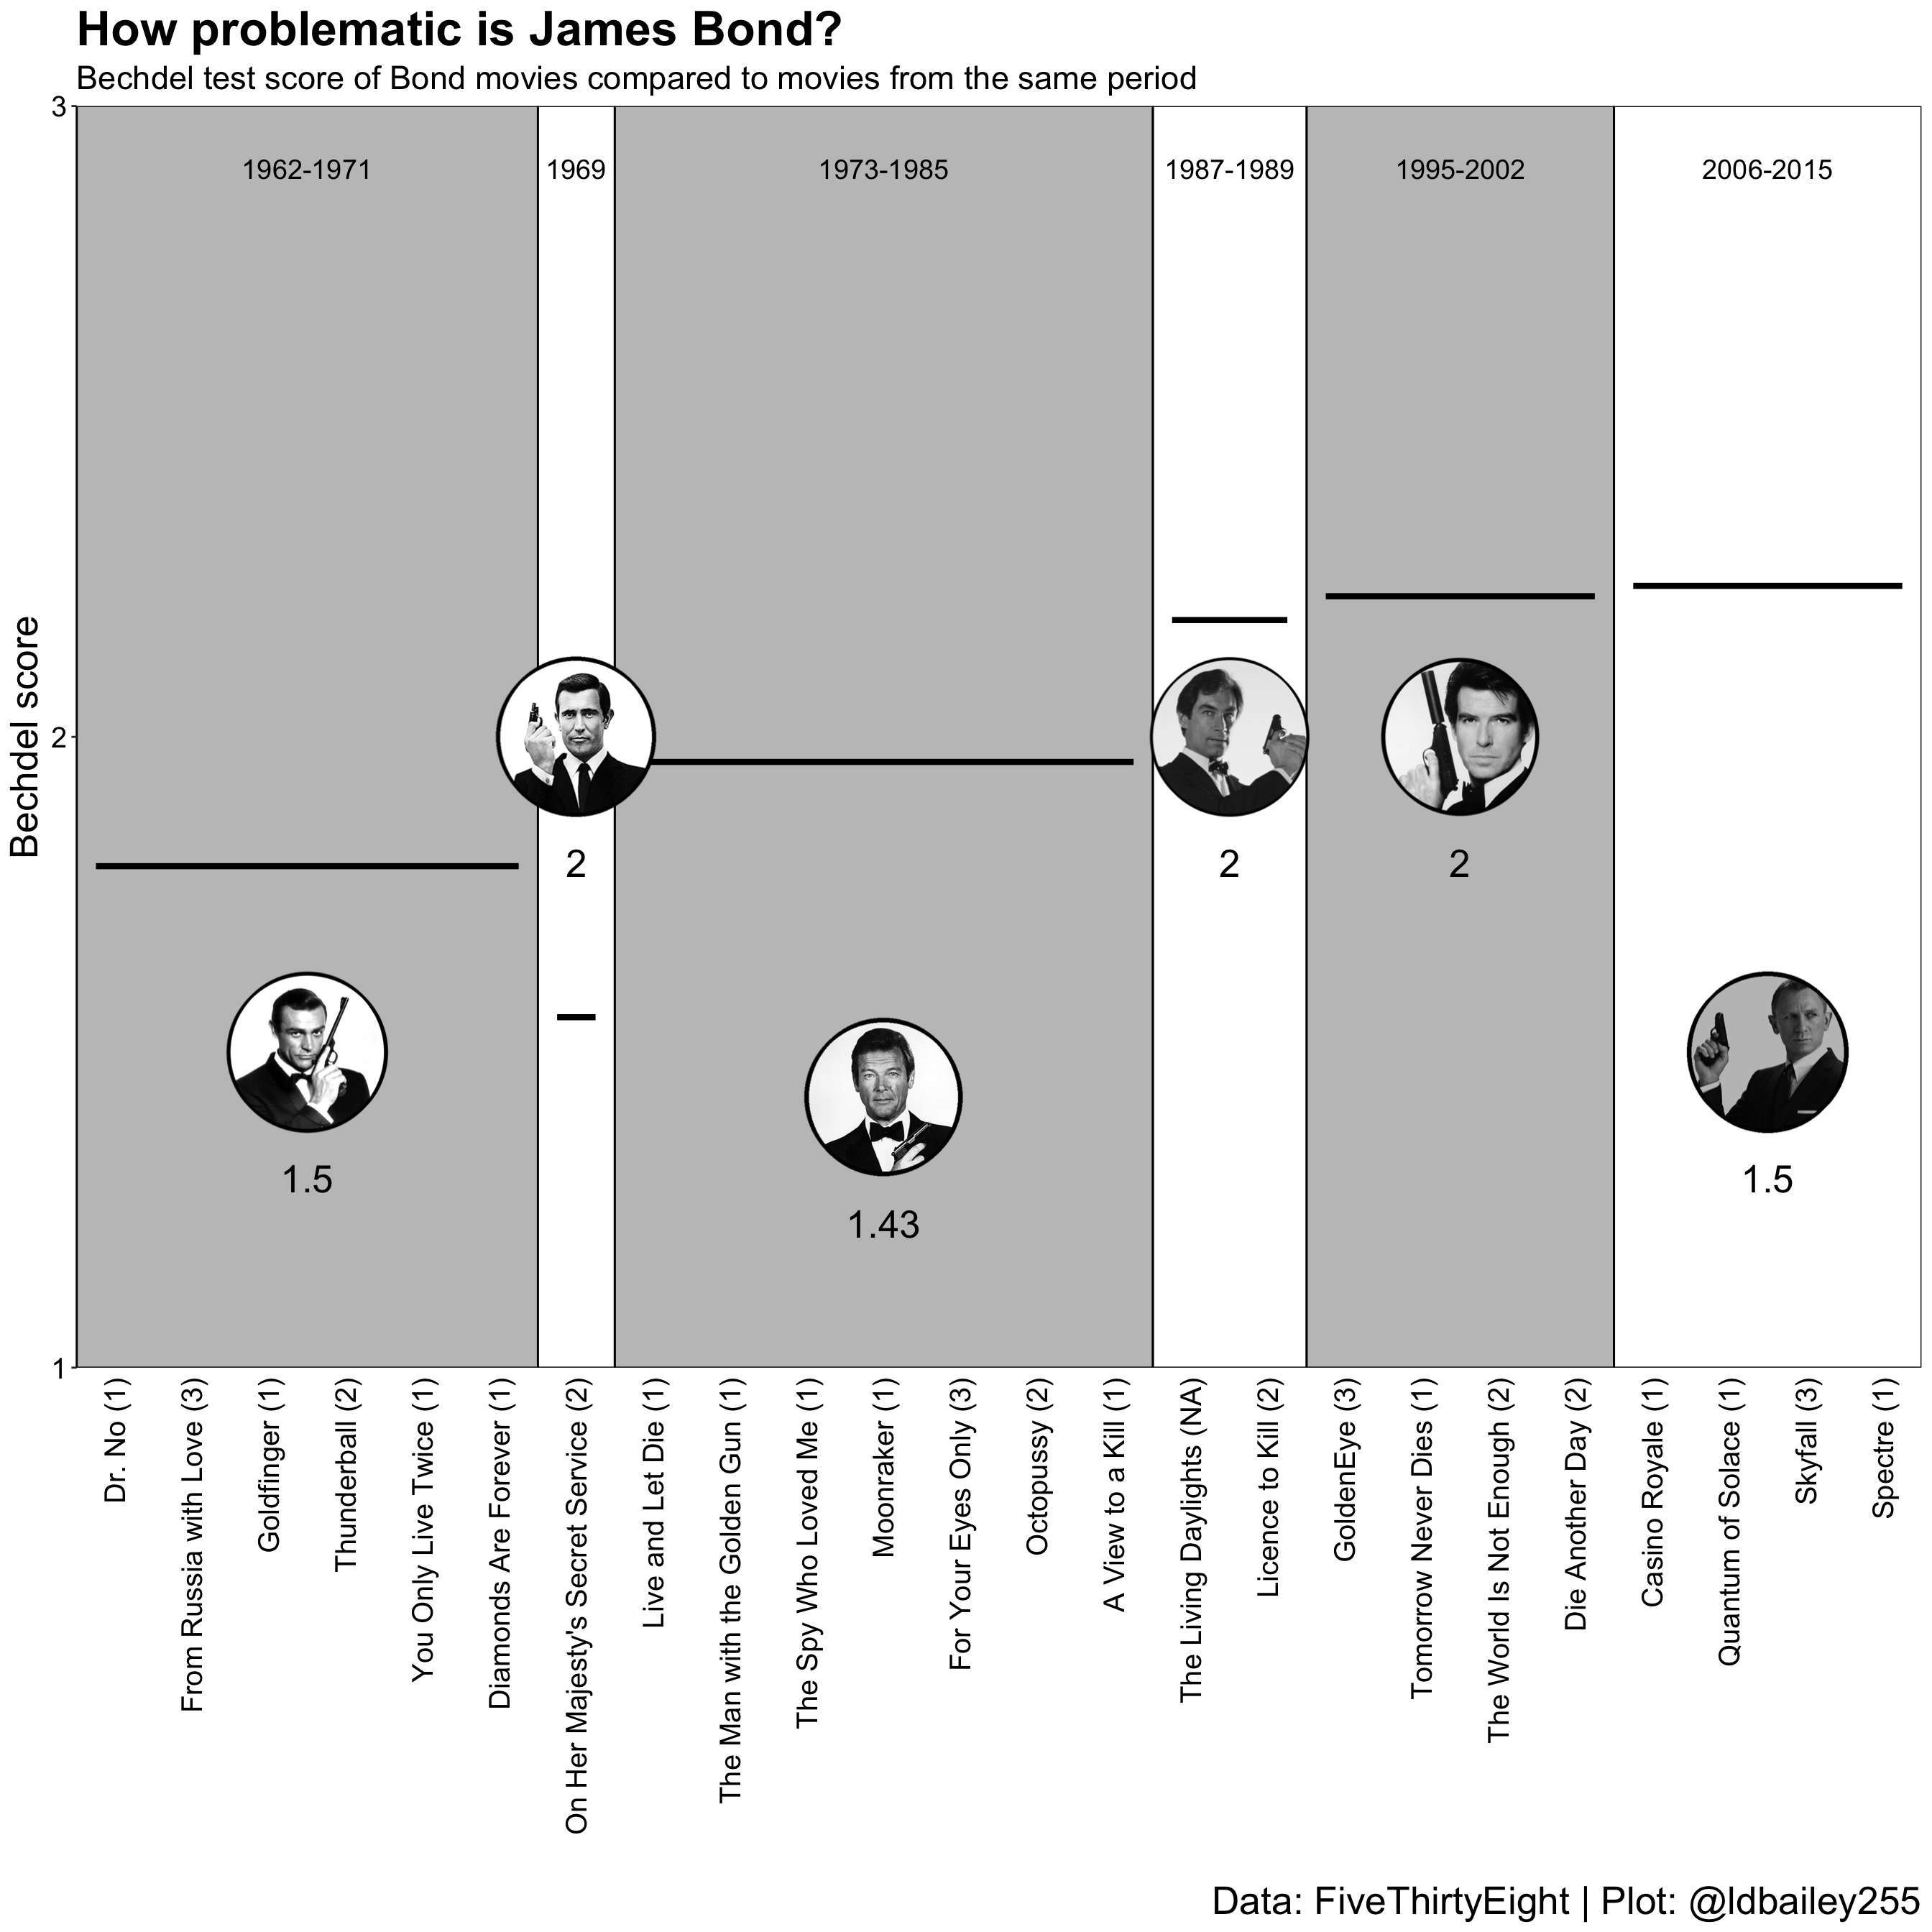 How problematic is James Bond?
Bechdel test score of Bond movies compared to movies from the same period
3
1962-1971
1969
1973-1985
1987-1989
1995-2002
2006-2015
Bechdel score
2
2
2
2
1.5
1.43
1.5
1
Dr. No (1)
From Russia with Love (3)
Goldfinger (1)
Thunderball (2)
You Only Live Twice (1)
Diamonds Are Forever (1)
On Her Majesty's Secret Service (2)
Live and Let Die (1)
The Man with the Golden Gun (1)
The Spy Who Loved Me (1)
Moonraker (1)
For Your Eyes Only (3)
Octopussy (2)
A View to a Kill (1)
The Living Daylights (NA)
Licence to Kill (2)
GoldenEye (3)
Tomorrow Never Dies (1)
The World Is Not Enough (2)
Die Another Day (2)
Casino Royale (1)
Quantum of Solace (1)
Skyfall (3)
Spectre (1)
Data: FiveThirtyEight | Plot: @ldbailey255